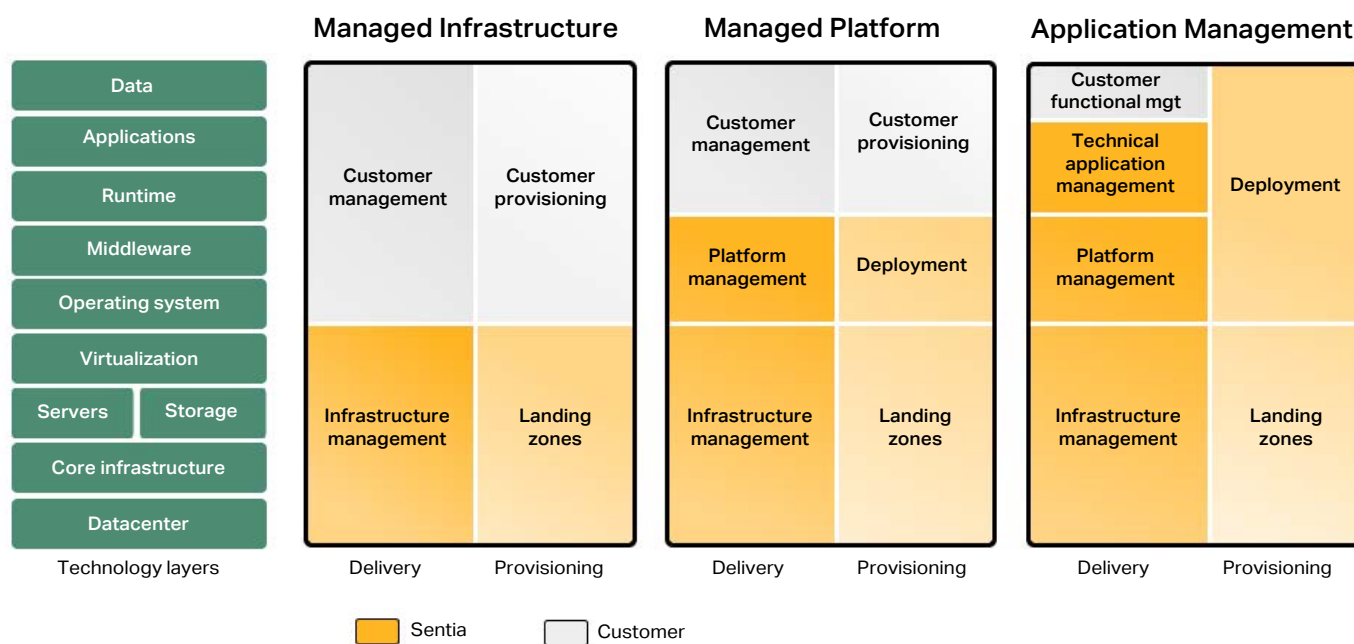 Managed Infrastructure
Managed Platform
Application Management
Data
Applications
Runtime
Middleware
Operating system
Virtualization
Servers
Storage
Core infrastructure
Datacenter
Technology layers
Customer
management
Customer
provisioning
Infrastructure
management
Landing
zones
Delivery
Provisioning
Customer
management
Customer
provisioning
Platform
management
Deployment
Infrastructure
management
Landing
zones
Delivery
Provisioning
Customer
functional mgt
Technical
application
management
Deployment
Platform
management
Infrastructure
management
Landing
zones
Delivery
Provisioning
Sentia
Customer